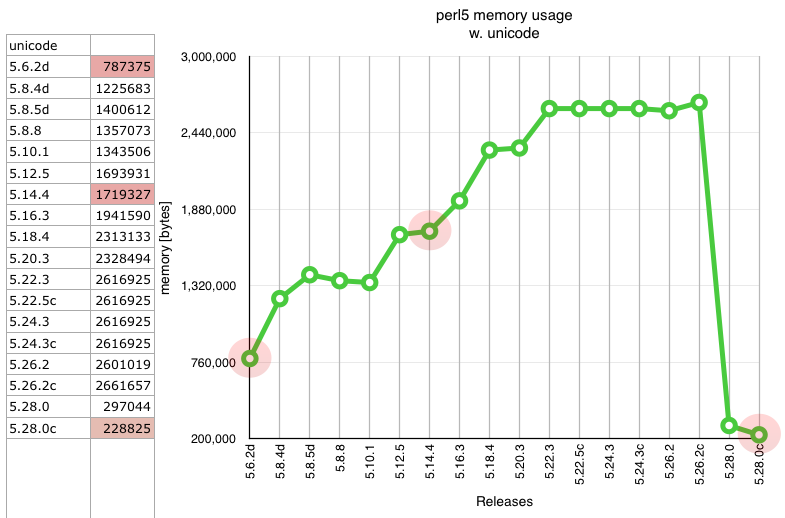 unicode
5.6.2d 787375
5.8.4d 1225683
5.8.5d 1400612
5.8.8 1357073
5.10.1 1343506
5.12.5 1693931
5.14.4 1719327
5.16.3 1941590
5.18.4 2313133
5.20.3 2328494
5.22.3 2616925
5.22.5c 2616925
5.24.3 2616925
5.24.3c 2616925
5.26.2 2601019
5.26.2c 2661657
5.28.0 297044
5.28.0c 228825
perl5 memory usage
w. unicode
memory [bytes]
3,000,000
2,440,000
1,880,000
1,320,000
760,000
200,000
5.6.2d
5.8.4d
5.8.5d
5.8.8
5.10.1
5.12.5
5.14.4
5.16.3
5.18.4
5.20.3
5.22.3
5.22.5c
5.24.3
5.24.3c
5.26.2
5.26.2c
5.28.0
5.28.0c
Releases